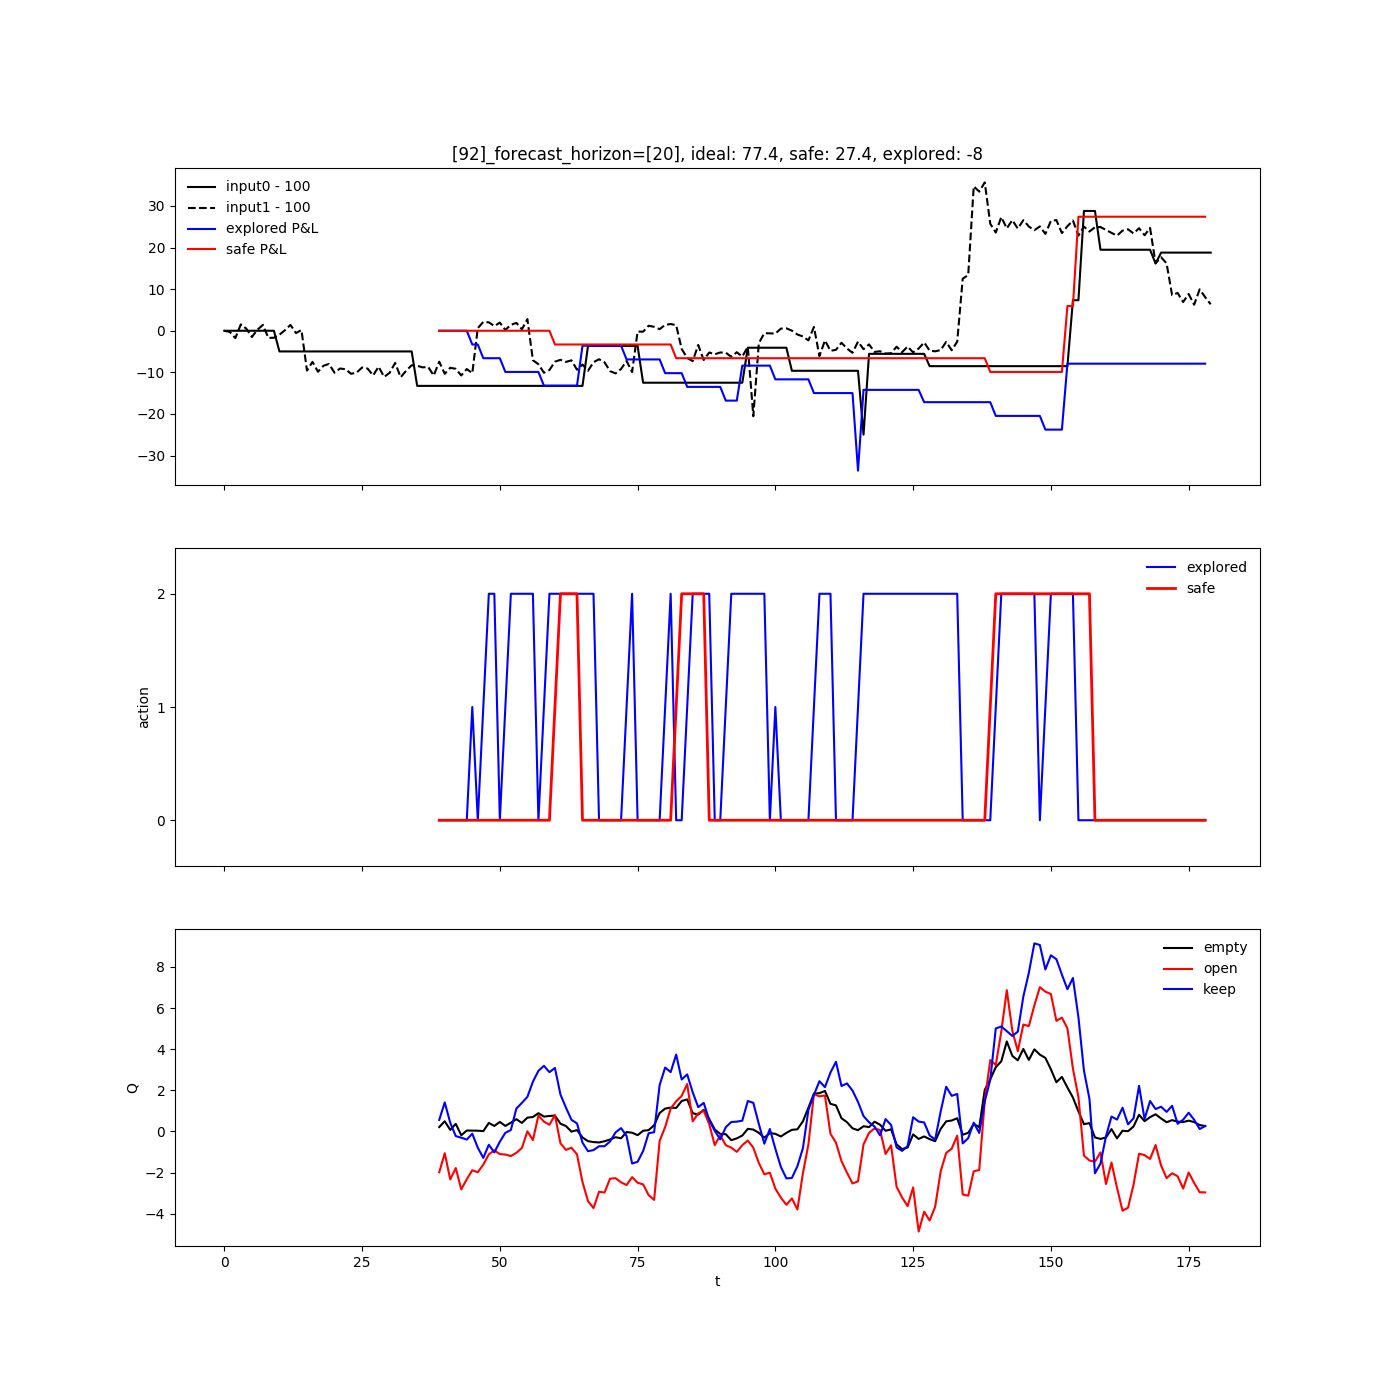 [92]_forecast_horizon=[20], ideal: 77.4, safe: 27.4, explored: -8
input0 - 100
input1 - 100
explored P&L
safe P&L
30
20
10
0
−10
−20
−30
explored
safe
2
1
0
action
empty
open
keep
8
6
4
2
0
−2
−4
Q
0 25 50 75 100 125 150 175
t